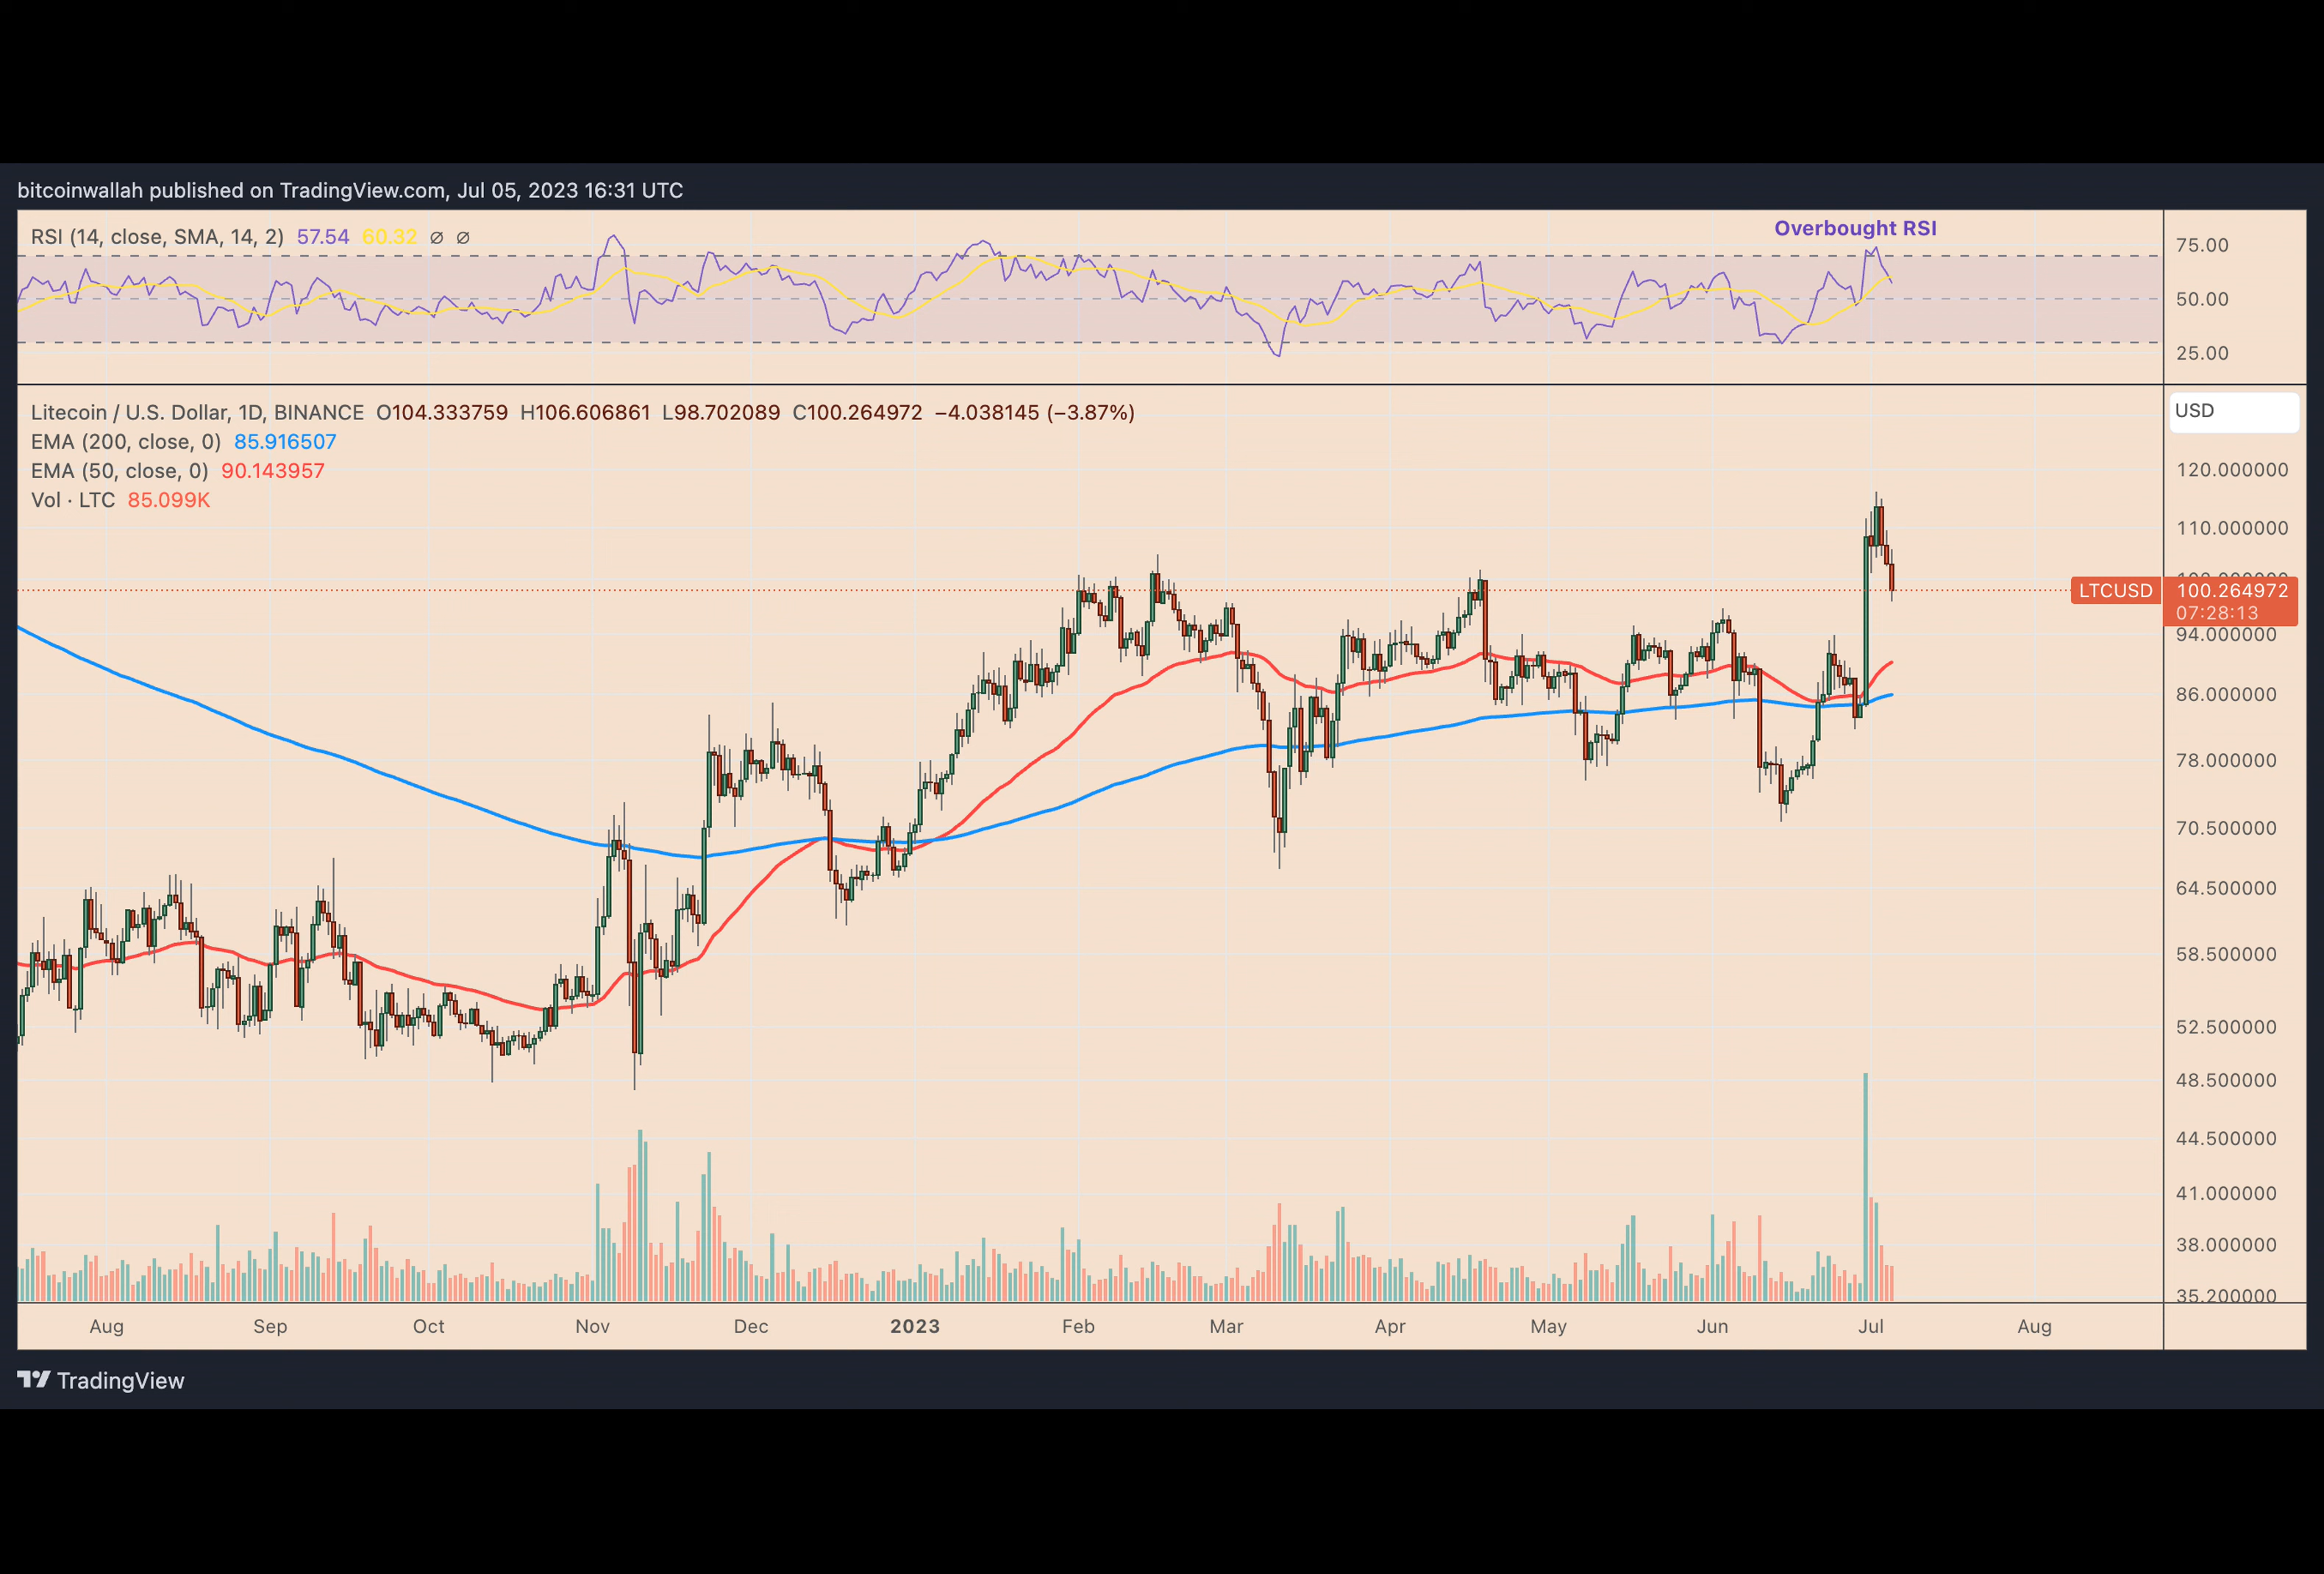 bitcoinwallah published on TradingView.com, Jul 05, 2023 16:31 UTC
RSI (14, close, SMA, 14, 2) 57.54 60.32 ∅ ∅
Overbought RSI
75.00
50.00
25.00
Litecoin / U.S. Dollar, 1D, BINANCE O104.333759 H106.606861 L98.702089 C100.264972 −4.038145 (−3.87%)
EMA (200, close, 0) 85.916507
EMA (50, close, 0) 90.143957
Vol · LTC 85.099K
USD
120.000000
110.000000
LTCUSD 100.264972
07:28:13
94.000000
86.000000
78.000000
70.500000
64.500000
58.500000
52.500000
48.500000
44.500000
41.000000
38.000000
35.200000
Aug Sep Oct Nov Dec 2023 Feb Mar Apr May Jun Jul Aug
TradingView